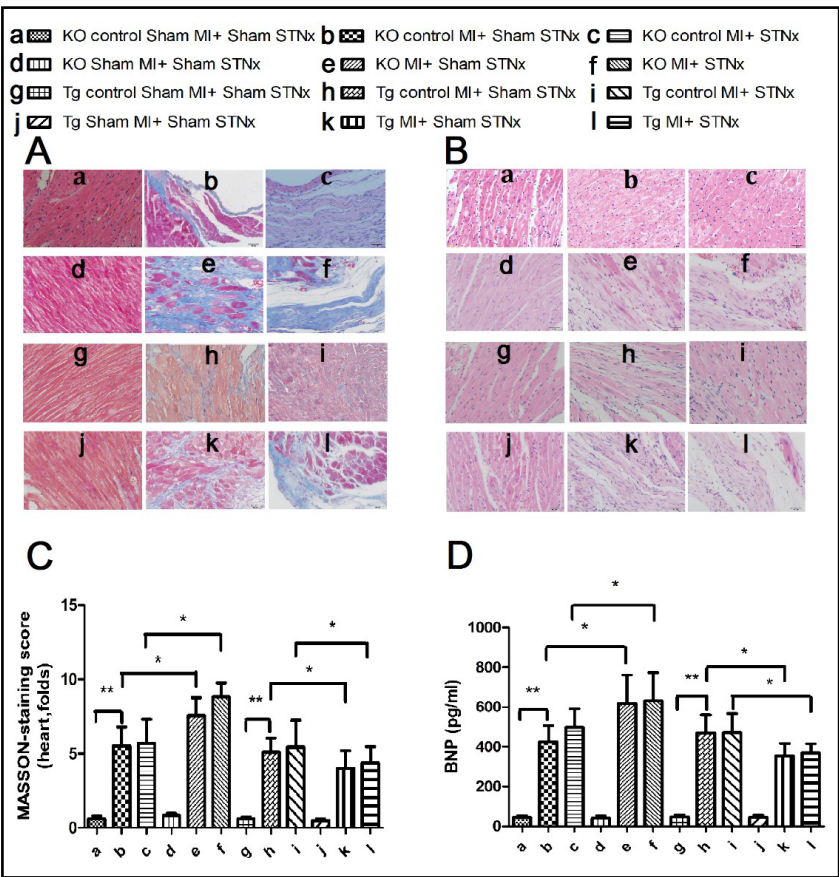 a KO control Sham MI+ Sham STNx b KO control MI+ Sham STNx c KO control MI+ STNx
d KO Sham MI+ Sham STNx e KO MI+ Sham STNx f KO MI+ STNx
g Tg control Sham MI+ Sham STNx h Tg control MI+ Sham STNx i Tg control MI+ STNx
j Tg Sham MI+ Sham STNx k Tg MI+ Sham STNx l Tg MI+ STNx
A
a b c
d e f
g h i
j k l
B
a b c
d e f
g h i
j k l
C
MASSON-staining score
(heart,folds)
15
10
5
0
** * * ** * *
a b c d e f g h i j k l
D
BNP (pg/ml)
1000
800
600
400
200
0
** * * ** * *
a b c d e f g h i j k l